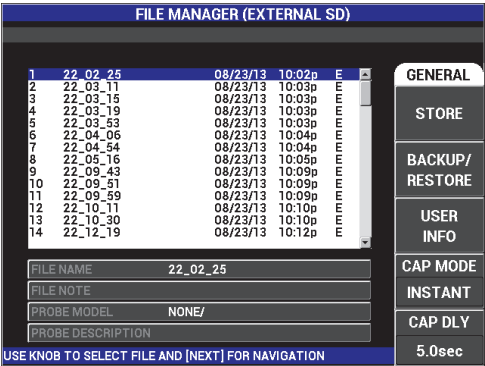 FILE MANAGER (EXTERNAL SD)
1 22_02_25 08/23/13 10:02p E
2 22_03_11 08/23/13 10:03p E
3 22_03_15 08/23/13 10:03p E
4 22_03_19 08/23/13 10:03p E
5 22_03_53 08/23/13 10:03p E
6 22_04_06 08/23/13 10:04p E
7 22_04_54 08/23/13 10:04p E
8 22_05_16 08/23/13 10:05p E
9 22_09_43 08/23/13 10:09p E
10 22_09_51 08/23/13 10:09p E
11 22_09_59 08/23/13 10:09p E
12 22_10_11 08/23/13 10:10p E
13 22_10_30 08/23/13 10:10p E
14 22_12_19 08/23/13 10:12p E
FILE NAME 22_02_25
FILE NOTE
PROBE MODEL NONE/
PROBE DESCRIPTION
USE KNOB TO SELECT FILE AND [NEXT] FOR NAVIGATION
GENERAL
STORE
BACKUP/
RESTORE
USER
INFO
CAP MODE
INSTANT
CAP DLY
5.0sec